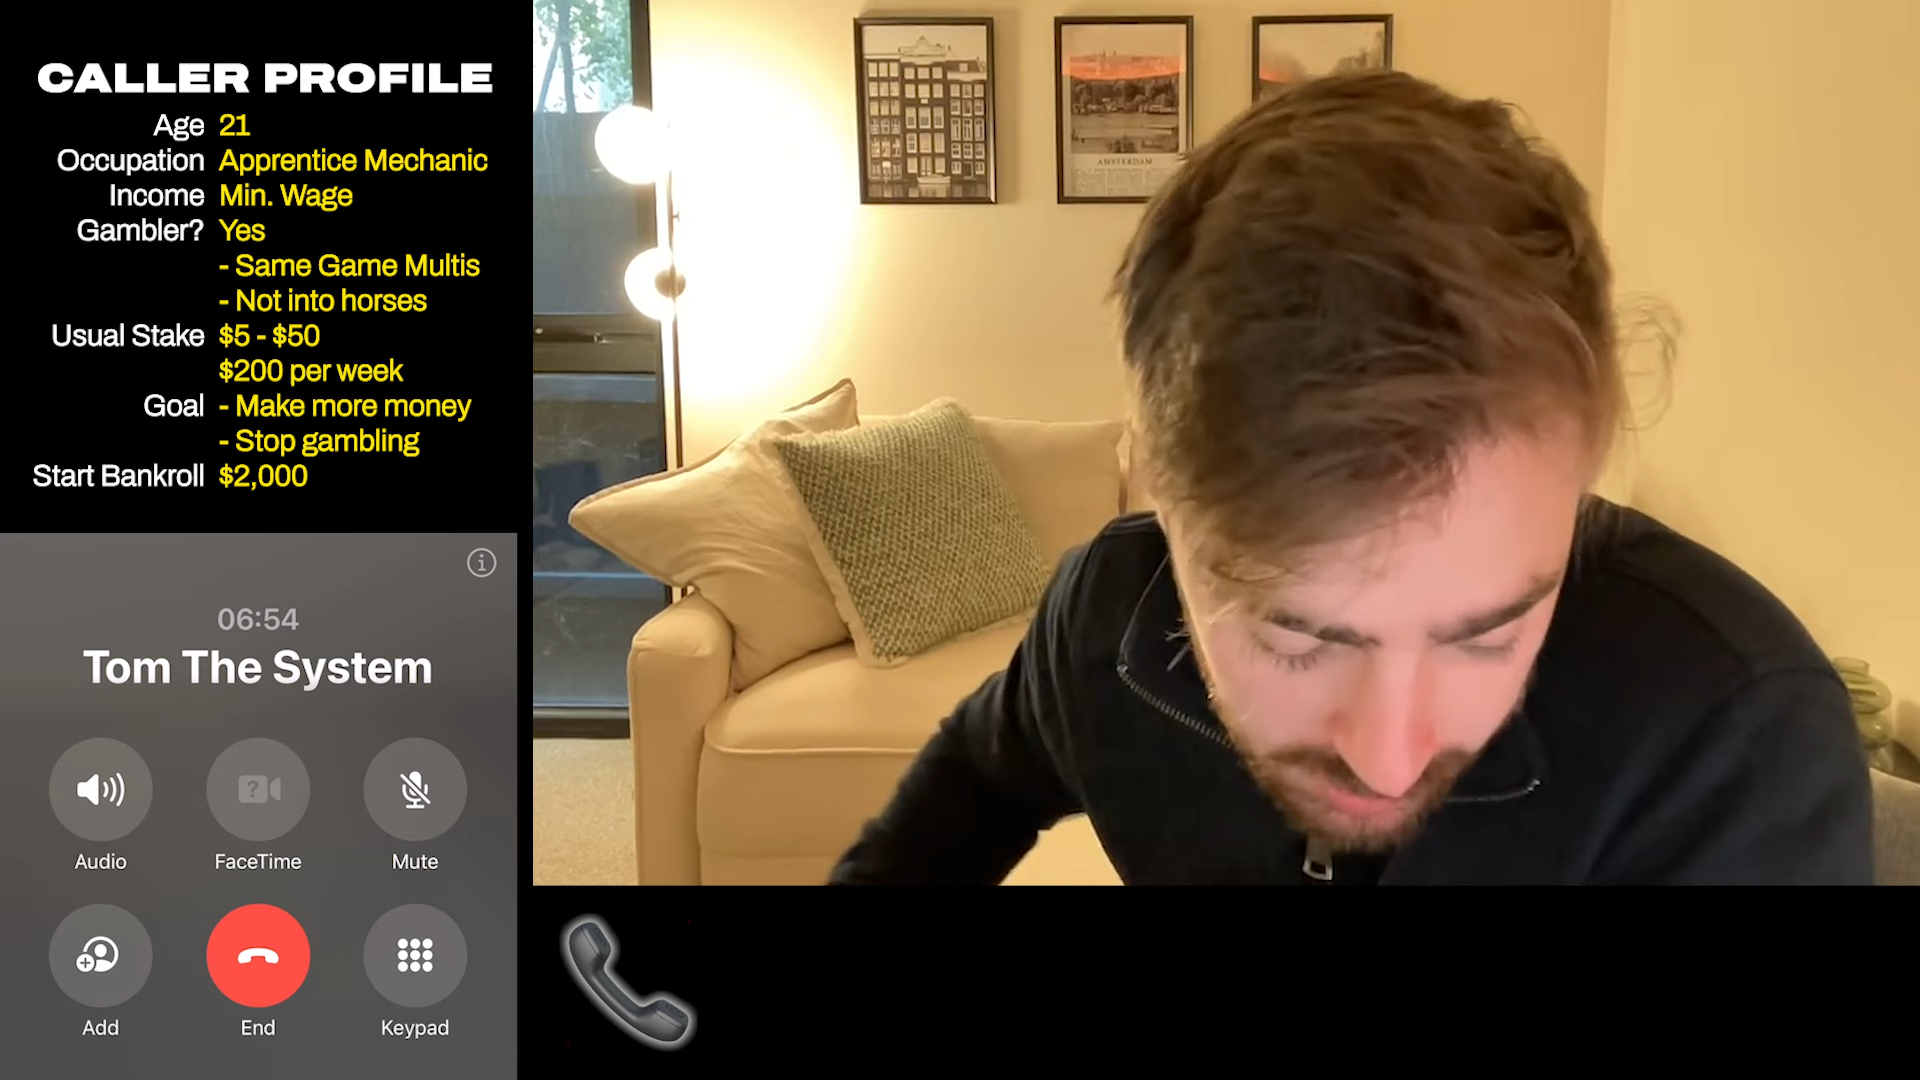 CALLER PROFILE
Age 21
Occupation Apprentice Mechanic
Income Min. Wage
Gambler? Yes
- Same Game Multis
- Not into horses
Usual Stake $5 - $50
$200 per week
Goal - Make more money
- Stop gambling
Start Bankroll $2,000
06:54
Tom The System
Audio
FaceTime
Mute
Add
End
Keypad
AMSTERDAM